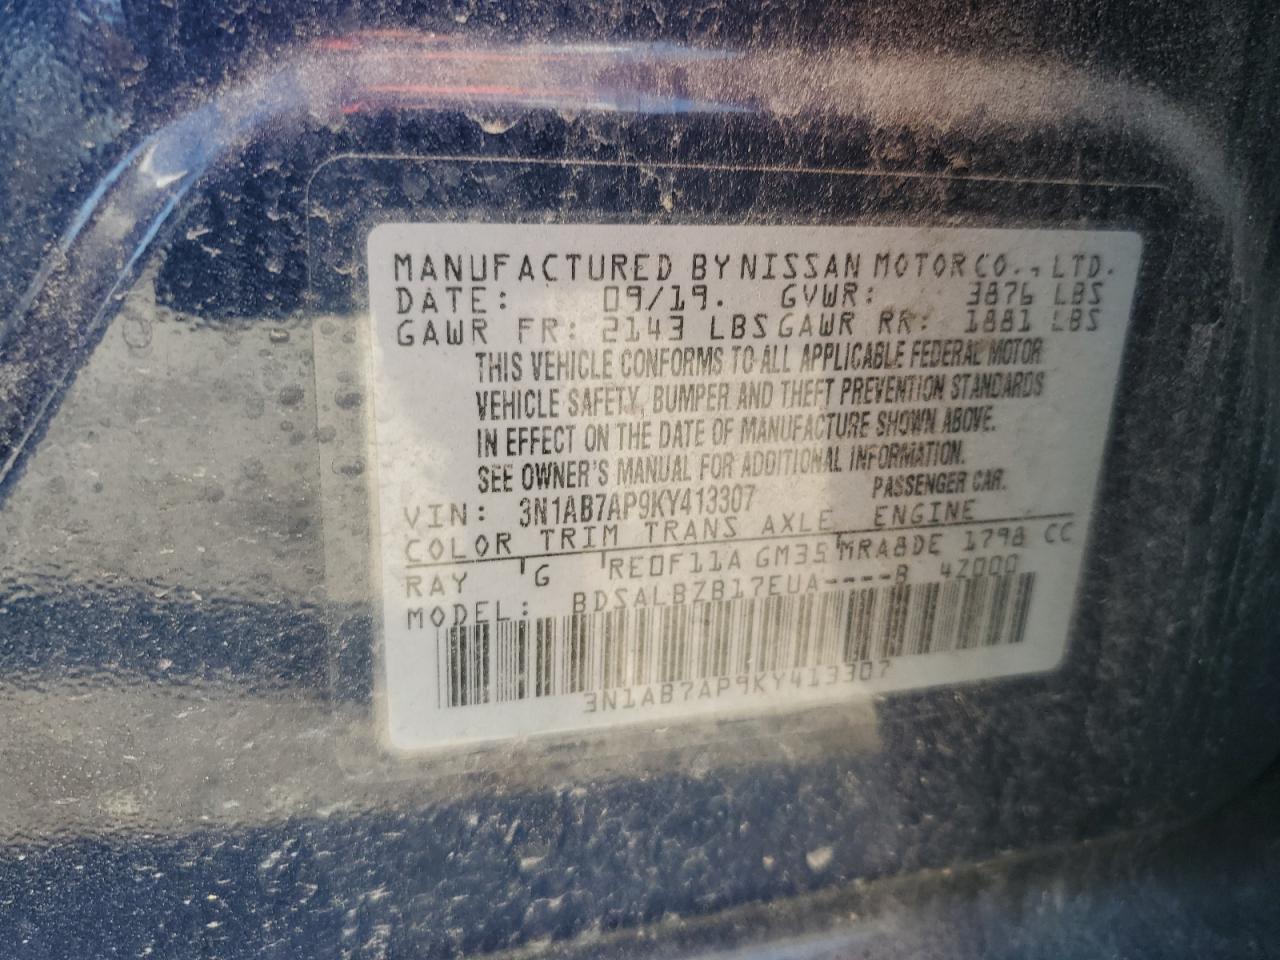 MANUFACTURED BY NISSAN MOTOR CO., LTD.
DATE: 09/19. GVWR: 3876 LBS
GAWR FR: 2143 LBS GAWR RR: 1881 LBS
THIS VEHICLE CONFORMS TO ALL APPLICABLE FEDERAL MOTOR
VEHICLE SAFETY, BUMPER AND THEFT PREVENTION STANDARDS
IN EFFECT ON THE DATE OF MANUFACTURE SHOWN ABOVE.
SEE OWNER'S MANUAL FOR ADDITIONAL INFORMATION.
VIN: 3N1AB7AP9KY413307 PASSENGER CAR.
COLOR TRIM TRANS AXLE ENGINE
RAY G RE0F11A GM35 MRA8DE 1798 CC
MODEL: BDSALBZB17EUA----B 4Z000
3N1AB7AP9KY413307